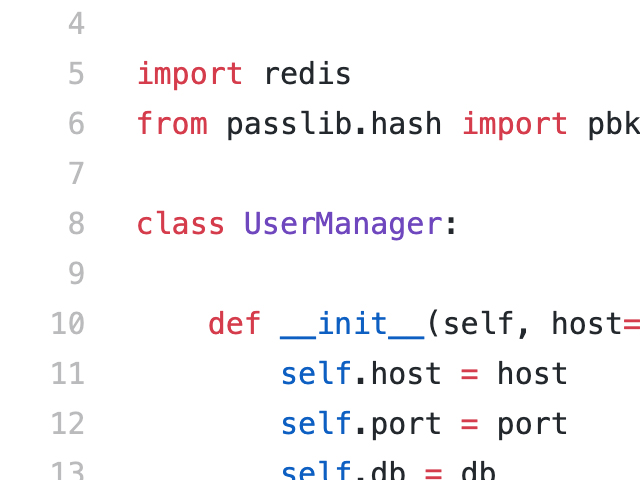 4
5 import redis
6 from passlib.hash import pbk
7
8 class UserManager:
9
10 def __init__(self, host=
11 self.host = host
12 self.port = port
13 self.db = db